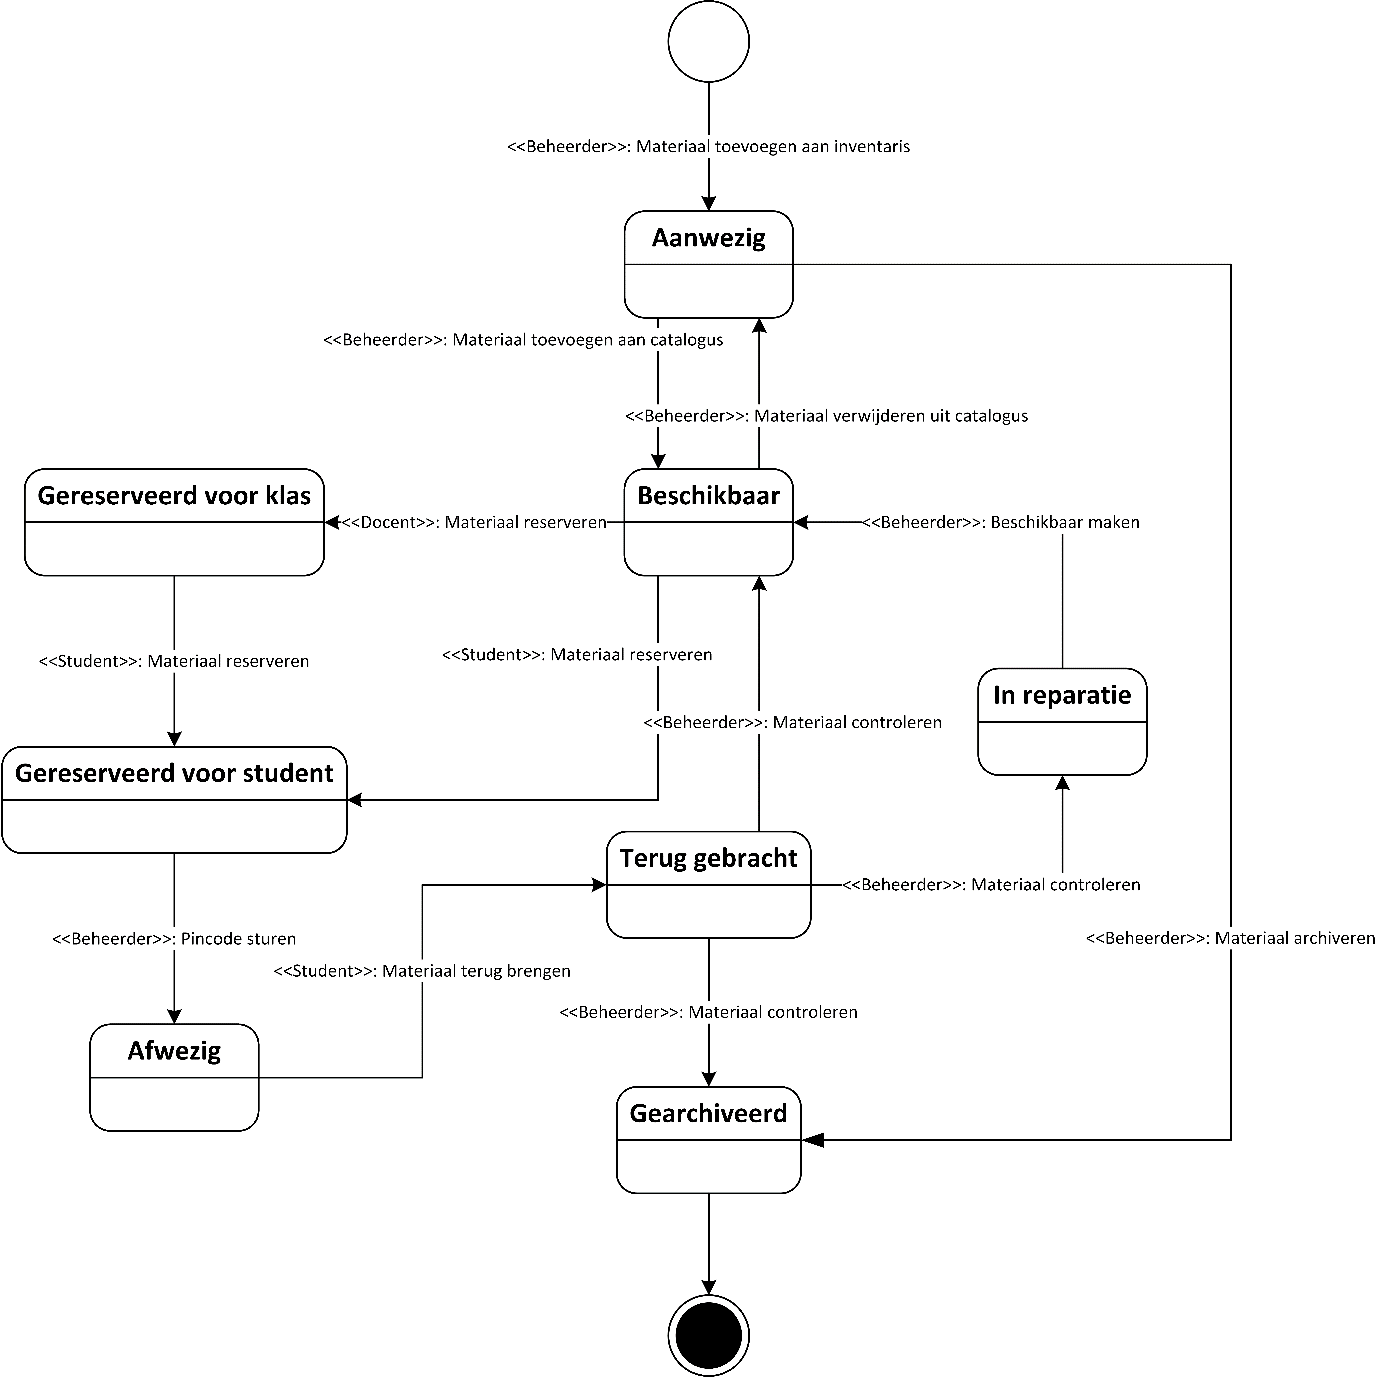 <<Beheerder>>: Materiaal toevoegen aan inventaris
Aanwezig
<<Beheerder>>: Materiaal toevoegen aan catalogus
<<Beheerder>>: Materiaal verwijderen uit catalogus
Gereserveerd voor klas
Beschikbaar
<<Docent>>: Materiaal reserveren
<<Beheerder>>: Beschikbaar maken
<<Student>>: Materiaal reserveren
<<Student>>: Materiaal reserveren
In reparatie
<<Beheerder>>: Materiaal controleren
Gereserveerd voor student
Terug gebracht
<<Beheerder>>: Materiaal controleren
<<Beheerder>>: Pincode sturen
<<Beheerder>>: Materiaal archiveren
<<Student>>: Materiaal terug brengen
<<Beheerder>>: Materiaal controleren
Afwezig
Gearchiveerd